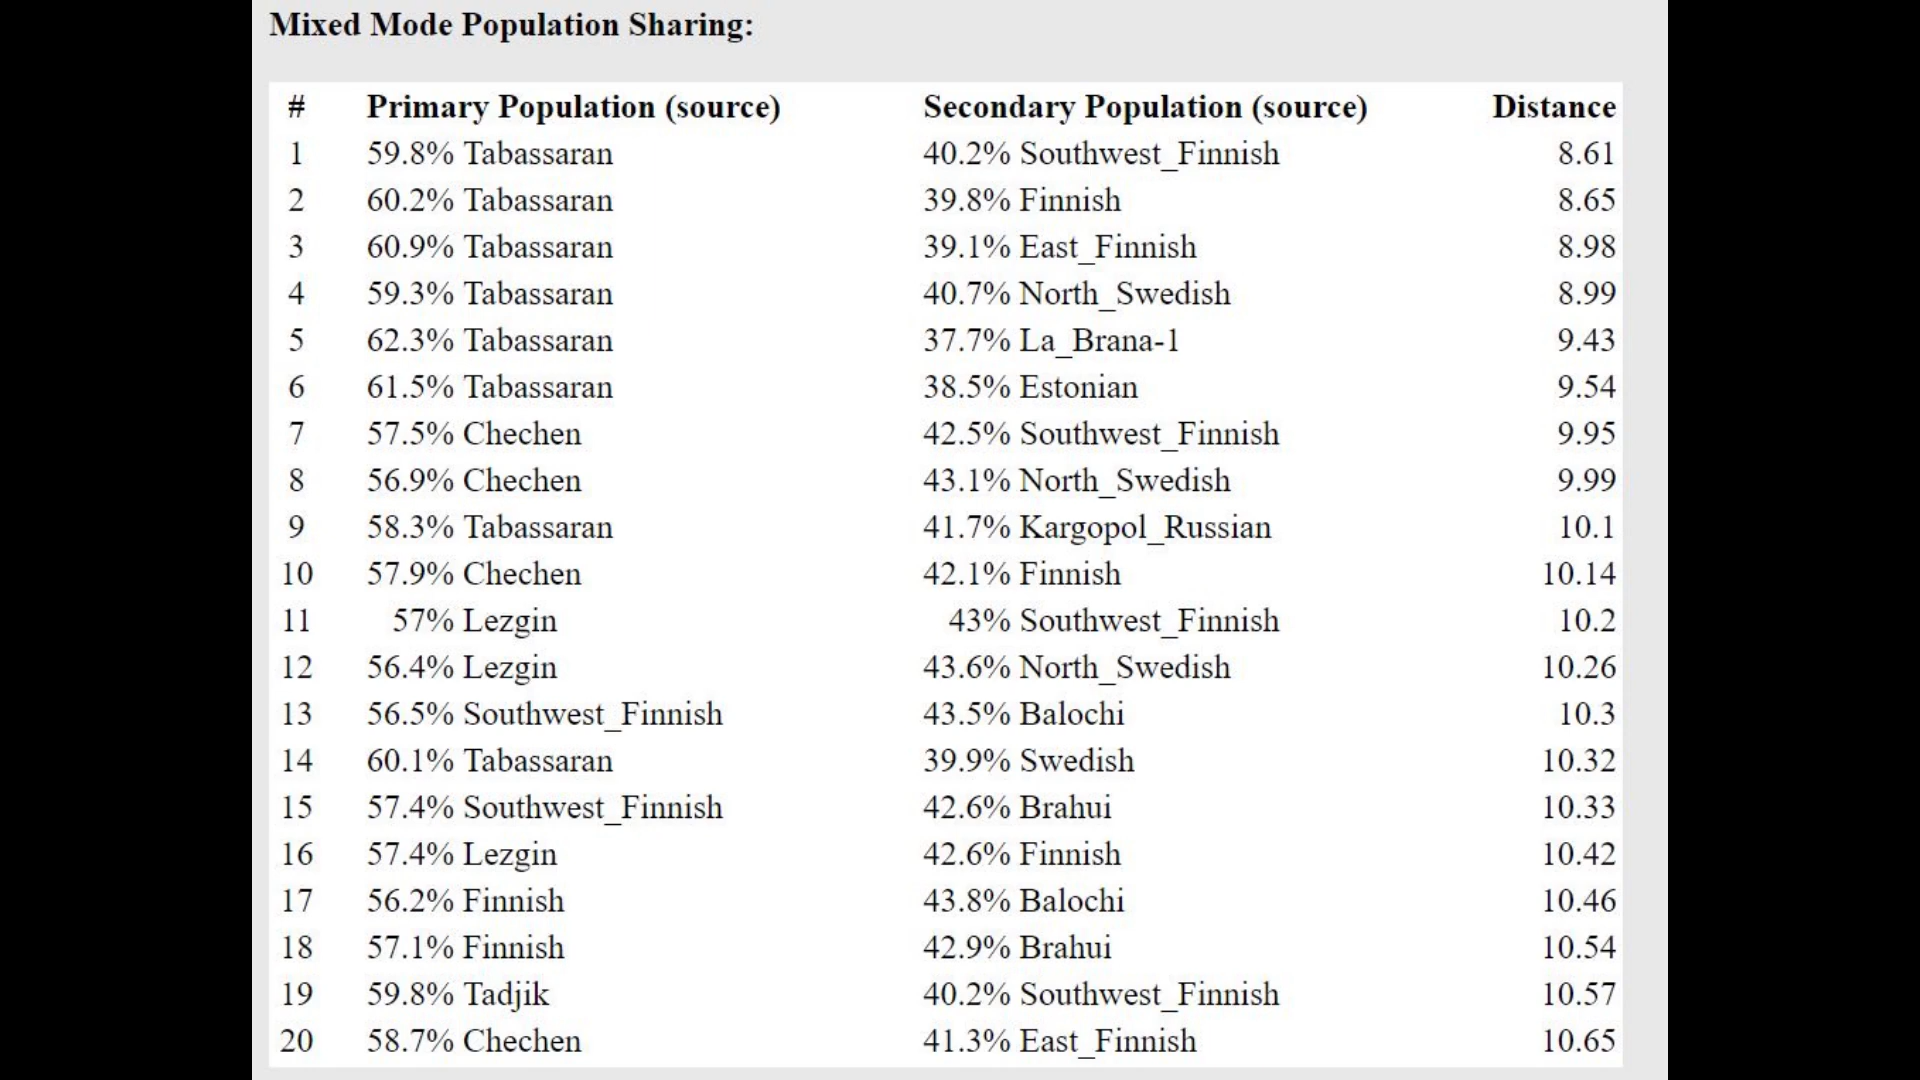 Mixed Mode Population Sharing:
# Primary Population (source) Secondary Population (source) Distance
1 59.8% Tabassaran 40.2% Southwest_Finnish 8.61
2 60.2% Tabassaran 39.8% Finnish 8.65
3 60.9% Tabassaran 39.1% East_Finnish 8.98
4 59.3% Tabassaran 40.7% North_Swedish 8.99
5 62.3% Tabassaran 37.7% La_Brana-1 9.43
6 61.5% Tabassaran 38.5% Estonian 9.54
7 57.5% Chechen 42.5% Southwest_Finnish 9.95
8 56.9% Chechen 43.1% North_Swedish 9.99
9 58.3% Tabassaran 41.7% Kargopol_Russian 10.1
10 57.9% Chechen 42.1% Finnish 10.14
11 57% Lezgin 43% Southwest_Finnish 10.2
12 56.4% Lezgin 43.6% North_Swedish 10.26
13 56.5% Southwest_Finnish 43.5% Balochi 10.3
14 60.1% Tabassaran 39.9% Swedish 10.32
15 57.4% Southwest_Finnish 42.6% Brahui 10.33
16 57.4% Lezgin 42.6% Finnish 10.42
17 56.2% Finnish 43.8% Balochi 10.46
18 57.1% Finnish 42.9% Brahui 10.54
19 59.8% Tadjik 40.2% Southwest_Finnish 10.57
20 58.7% Chechen 41.3% East_Finnish 10.65